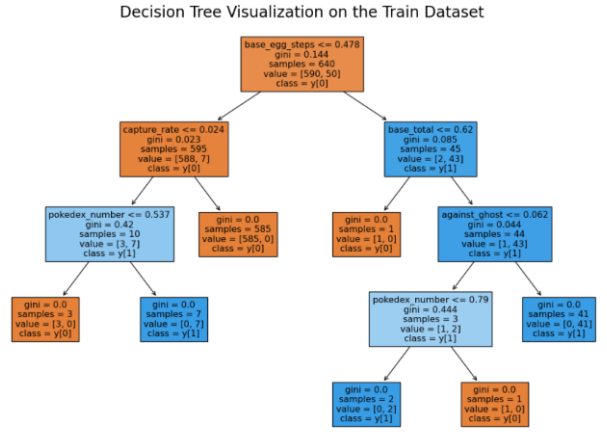 Decision Tree Visualization on the Train Dataset
base_egg_steps <= 0.478
gini = 0.144
samples = 640
value = [590, 50]
class = y[0]
capture_rate <= 0.024
gini = 0.023
samples = 595
value = [588, 7]
class = y[0]
base_total <= 0.62
gini = 0.085
samples = 45
value = [2, 43]
class = y[1]
pokedex_number <= 0.537
gini = 0.42
samples = 10
value = [3, 7]
class = y[1]
gini = 0.0
samples = 585
value = [585, 0]
class = y[0]
gini = 0.0
samples = 1
value = [1, 0]
class = y[0]
against_ghost <= 0.062
gini = 0.044
samples = 44
value = [1, 43]
class = y[1]
gini = 0.0
samples = 3
value = [3, 0]
class = y[0]
gini = 0.0
samples = 7
value = [0, 7]
class = y[1]
pokedex_number <= 0.79
gini = 0.444
samples = 3
value = [1, 2]
class = y[1]
gini = 0.0
samples = 41
value = [0, 41]
class = y[1]
gini = 0.0
samples = 2
value = [0, 2]
class = y[1]
gini = 0.0
samples = 1
value = [1, 0]
class = y[0]